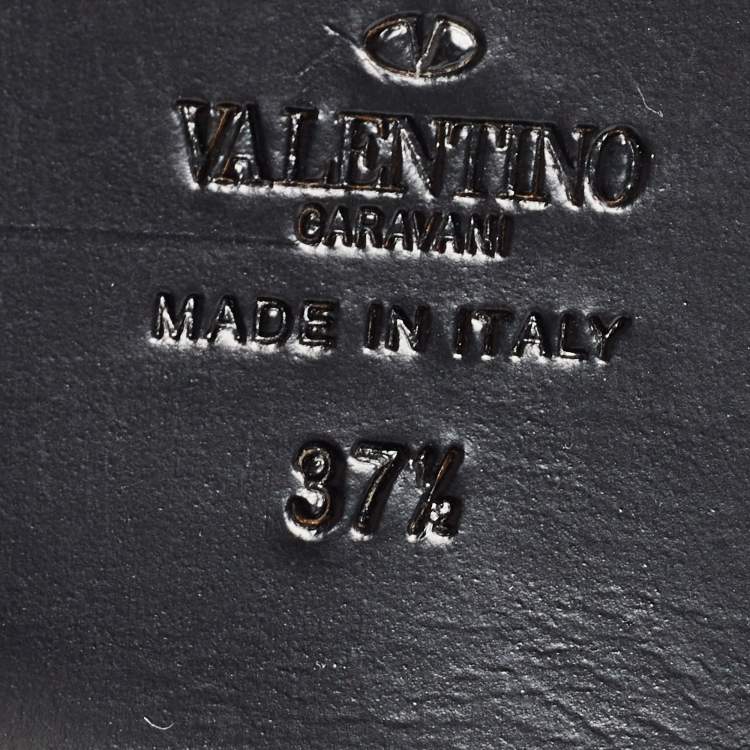 VALENTINO
GARAVANI
MADE IN ITALY
37½